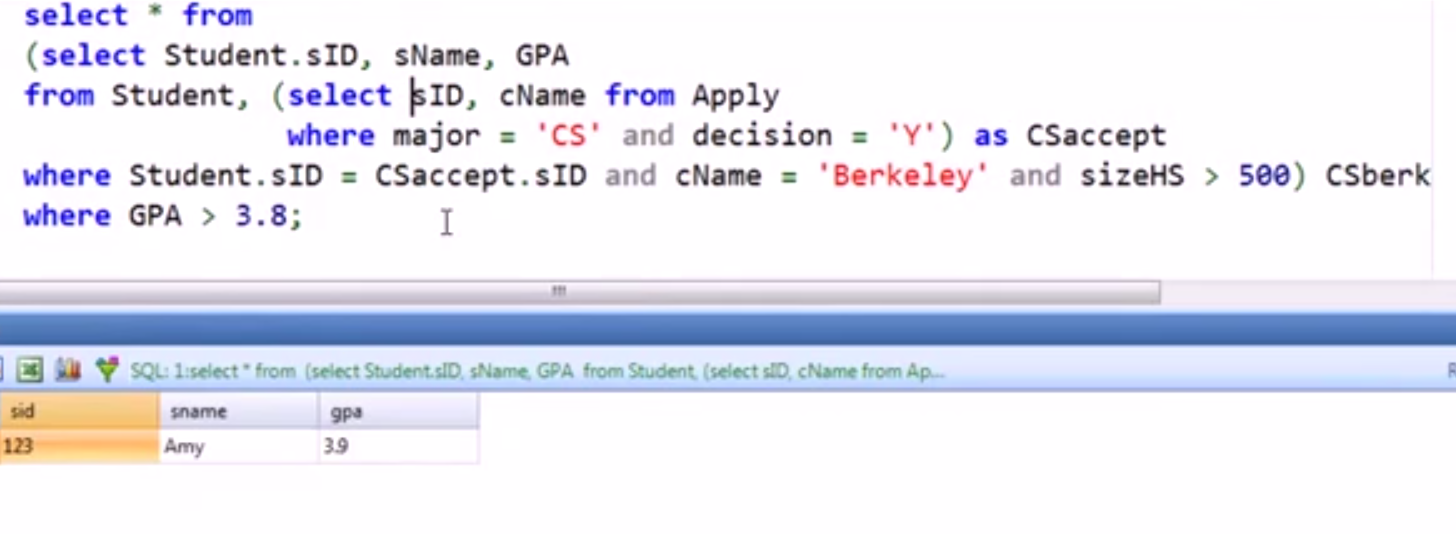 select * from
(select Student.sID, sName, GPA
from Student, (select sID, cName from Apply
where major = 'CS' and decision = 'Y') as CSaccept
where Student.sID = CSaccept.sID and cName = 'Berkeley' and sizeHS > 500) CSberk
where GPA > 3.8;
SQL: 1:select * from (select Student.sID, sName, GPA from Student, (select sID, cName from Ap...
R
sid sname gpa
123 Amy 3.9